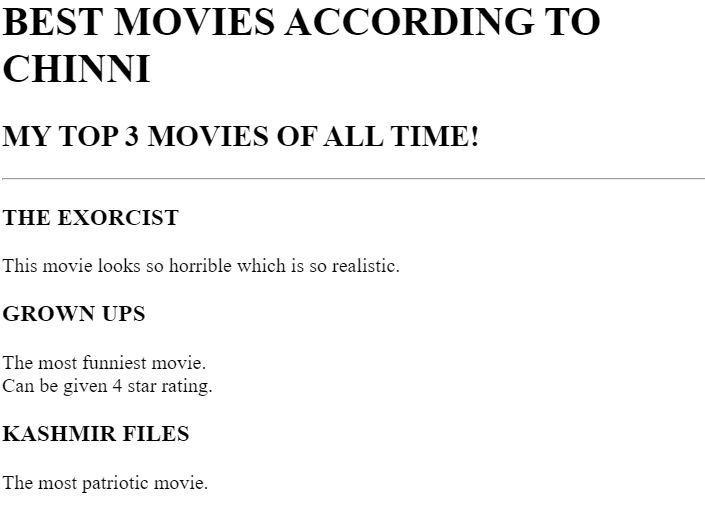 BEST MOVIES ACCORDING TO
CHINNI
MY TOP 3 MOVIES OF ALL TIME!
THE EXORCIST
This movie looks so horrible which is so realistic.
GROWN UPS
The most funniest movie.
Can be given 4 star rating.
KASHMIR FILES
The most patriotic movie.